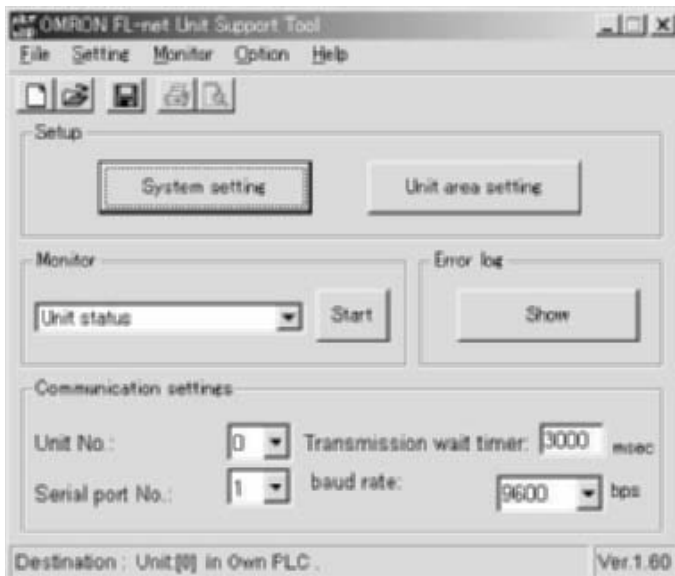 OMRON FL-net Unit Support Tool
File Setting Monitor Option Help
Setup
System setting Unit area setting
Monitor Error log
Unit status Start Show
Communication settings
Unit No.: 0 Transmission wait timer: 3000 msec
Serial port No.: 1 baud rate: 9600 bps
Destination : Unit:[0] in Own PLC . Ver.1.60